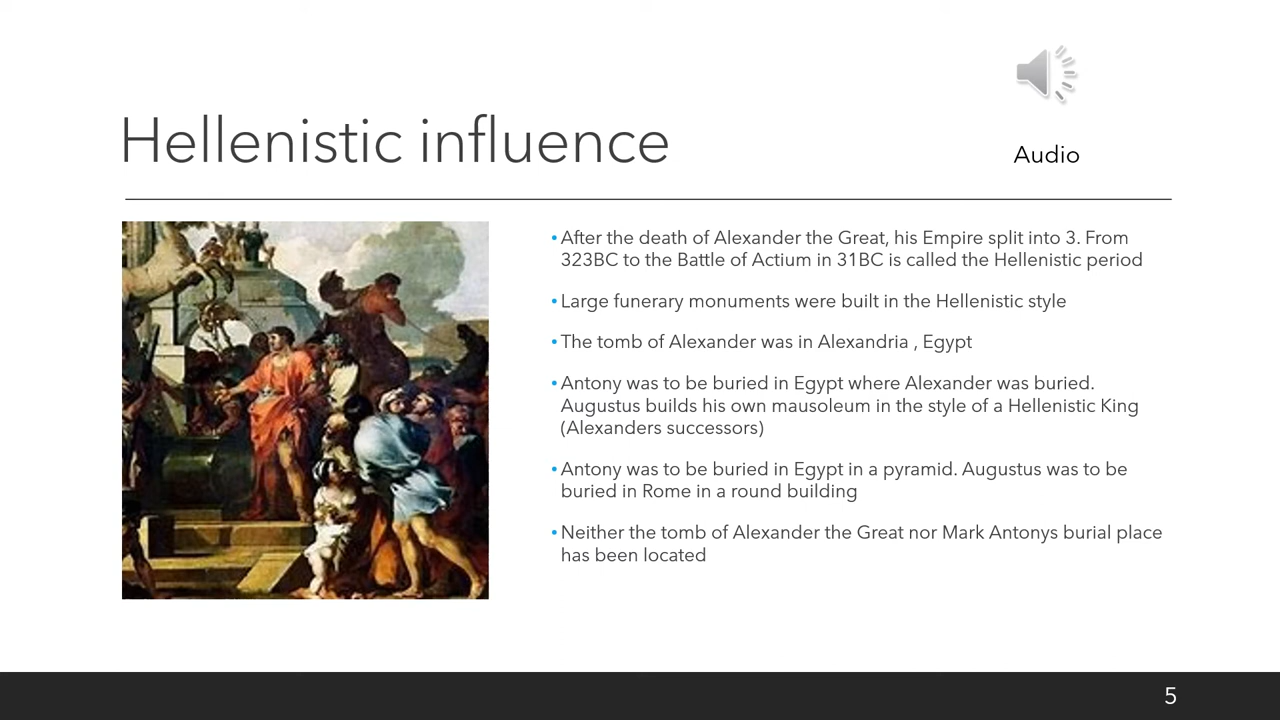 Hellenistic influence
Audio
•After the death of Alexander the Great, his Empire split into 3. From
323BC to the Battle of Actium in 31BC is called the Hellenistic period
•Large funerary monuments were built in the Hellenistic style
•The tomb of Alexander was in Alexandria , Egypt
•Antony was to be buried in Egypt where Alexander was buried.
Augustus builds his own mausoleum in the style of a Hellenistic King
(Alexanders successors)
•Antony was to be buried in Egypt in a pyramid. Augustus was to be
buried in Rome in a round building
•Neither the tomb of Alexander the Great nor Mark Antonys burial place
has been located
5